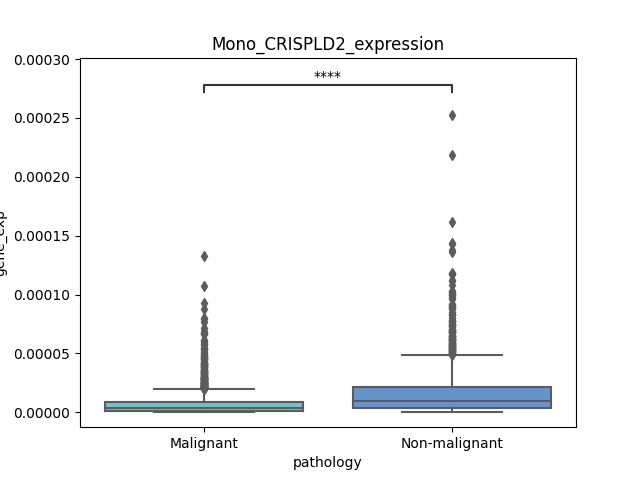 Mono_CRISPLD2_expression
****
0.00030
0.00025
0.00020
0.00015
0.00010
0.00005
0.00000
gene_exp
Malignant
Non-malignant
pathology